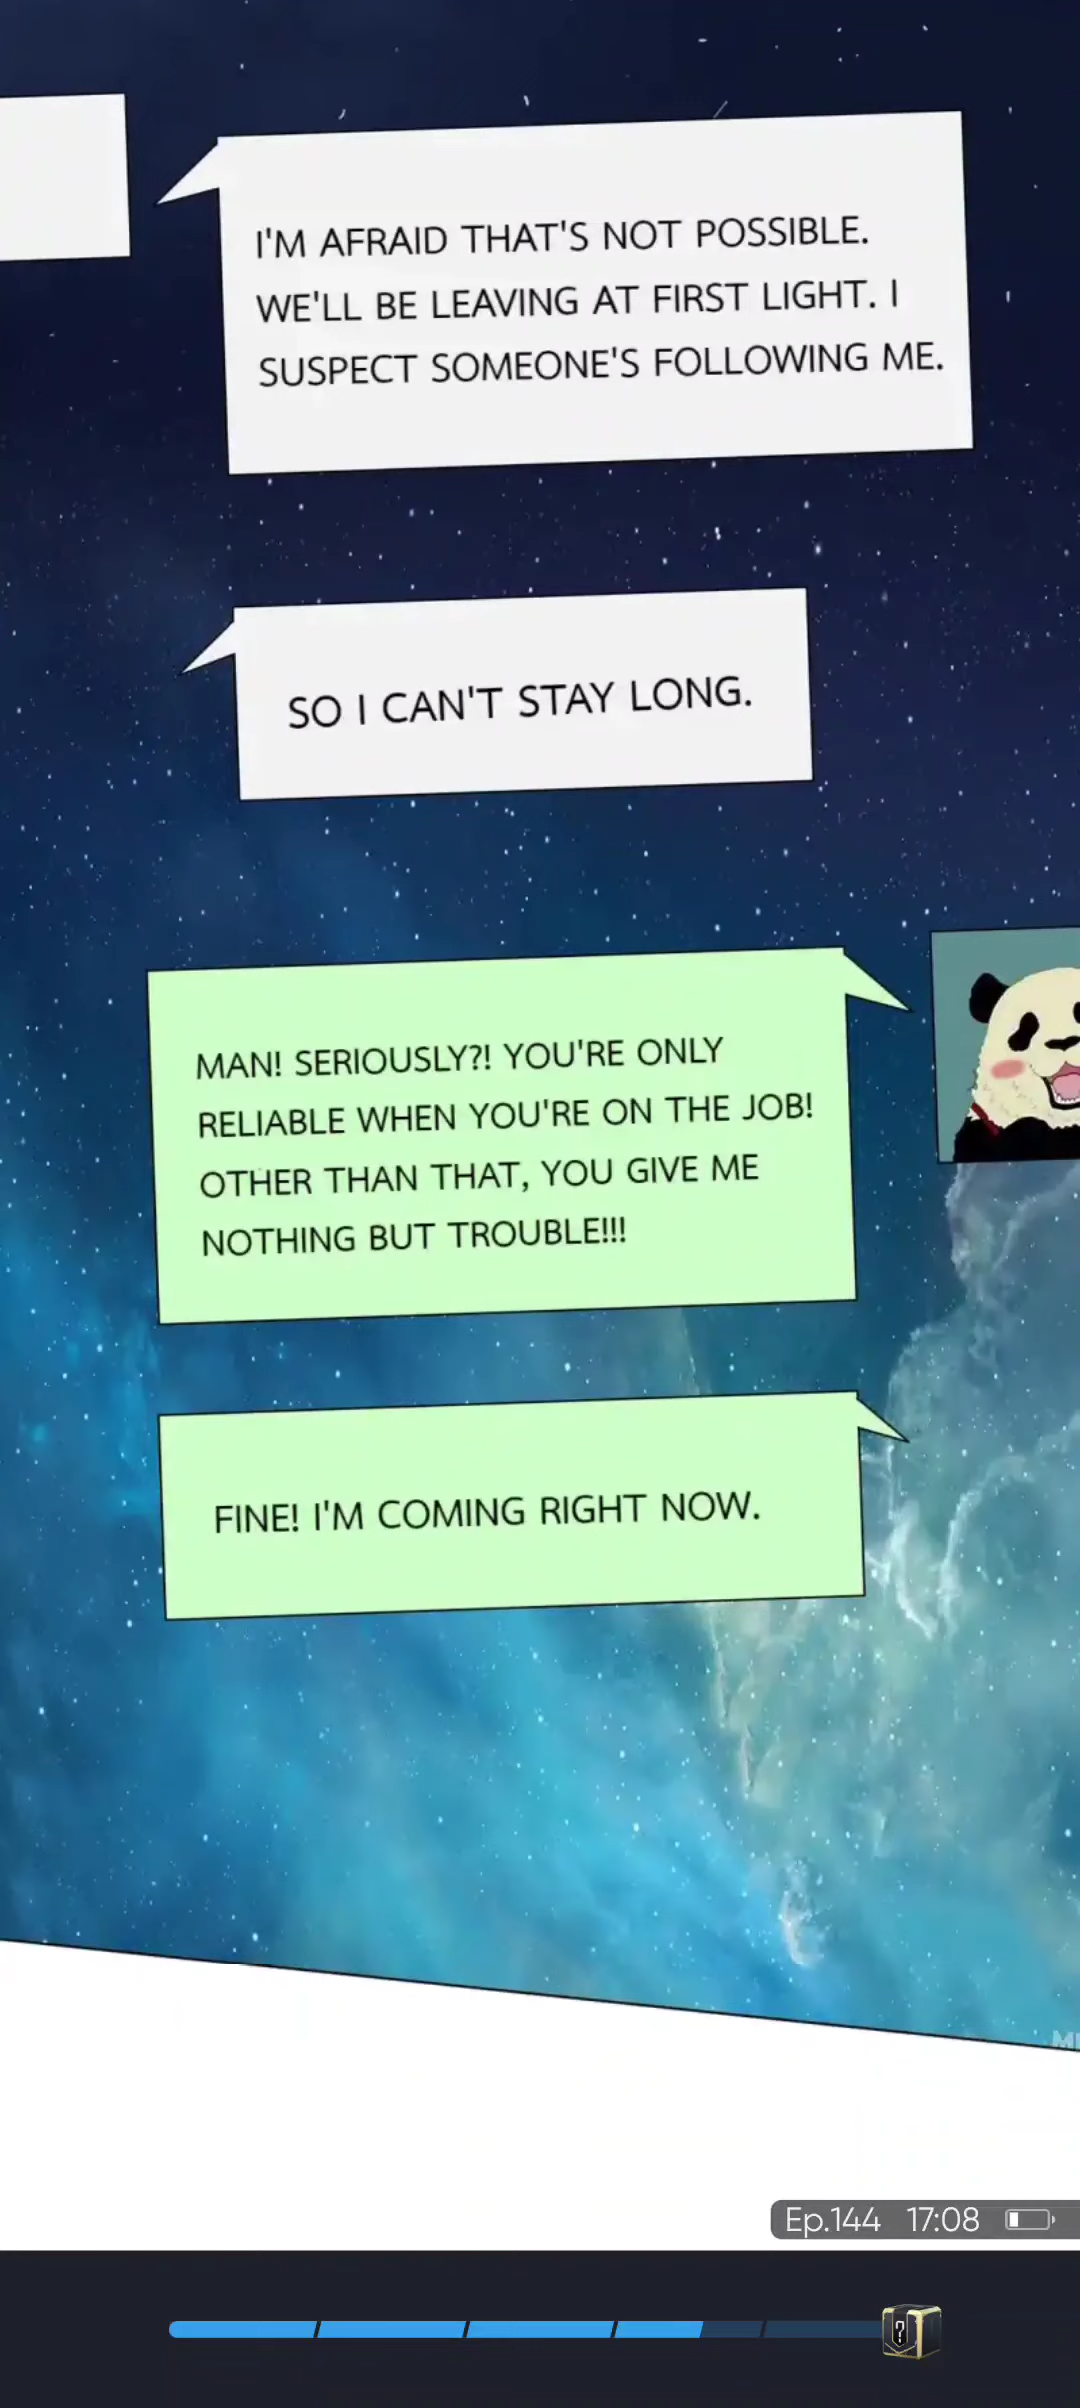 I'M AFRAID THAT'S NOT POSSIBLE.
WE'LL BE LEAVING AT FIRST LIGHT. I
SUSPECT SOMEONE'S FOLLOWING ME.
SO I CAN'T STAY LONG.
MAN! SERIOUSLY?! YOU'RE ONLY
RELIABLE WHEN YOU'RE ON THE JOB!
OTHER THAN THAT, YOU GIVE ME
NOTHING BUT TROUBLE!!!
FINE! I'M COMING RIGHT NOW.
Ep.144 17:08
?